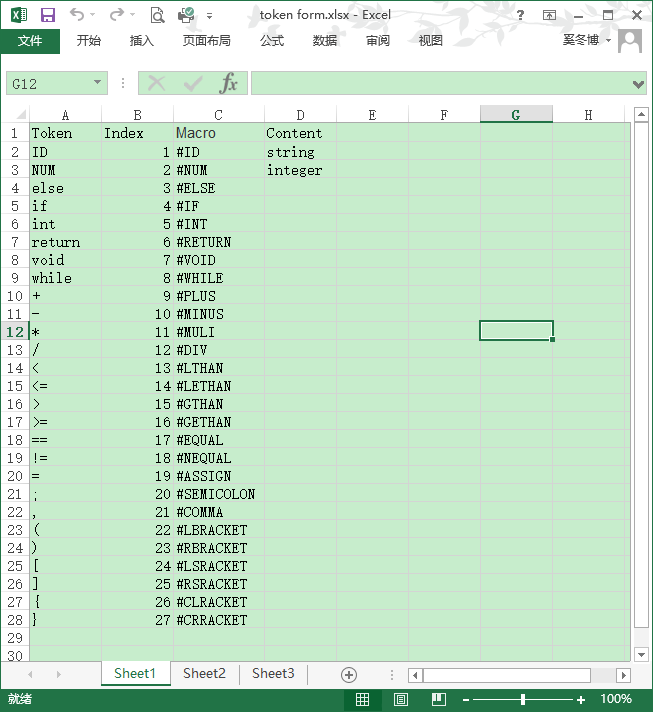 token form.xlsx - Excel
?
文件 开始 插入 页面布局 公式 数据 审阅 视图 奚冬博
G12 fx
A B C D E F G H
1 Token Index Macro Content
2 ID 1 #ID string
3 NUM 2 #NUM integer
4 else 3 #ELSE
5 if 4 #IF
6 int 5 #INT
7 return 6 #RETURN
8 void 7 #VOID
9 while 8 #WHILE
10 + 9 #PLUS
11 - 10 #MINUS
12 * 11 #MULI
13 / 12 #DIV
14 < 13 #LTHAN
15 <= 14 #LETHAN
16 > 15 #GTHAN
17 >= 16 #GETHAN
18 == 17 #EQUAL
19 != 18 #NEQUAL
20 = 19 #ASSIGN
21 ; 20 #SEMICOLON
22 , 21 #COMMA
23 ( 22 #LBRACKET
24 ) 23 #RBRACKET
25 [ 24 #LSRACKET
26 ] 25 #RSRACKET
27 { 26 #CLRACKET
28 } 27 #CRRACKET
29
30
Sheet1 Sheet2 Sheet3
就绪 100%